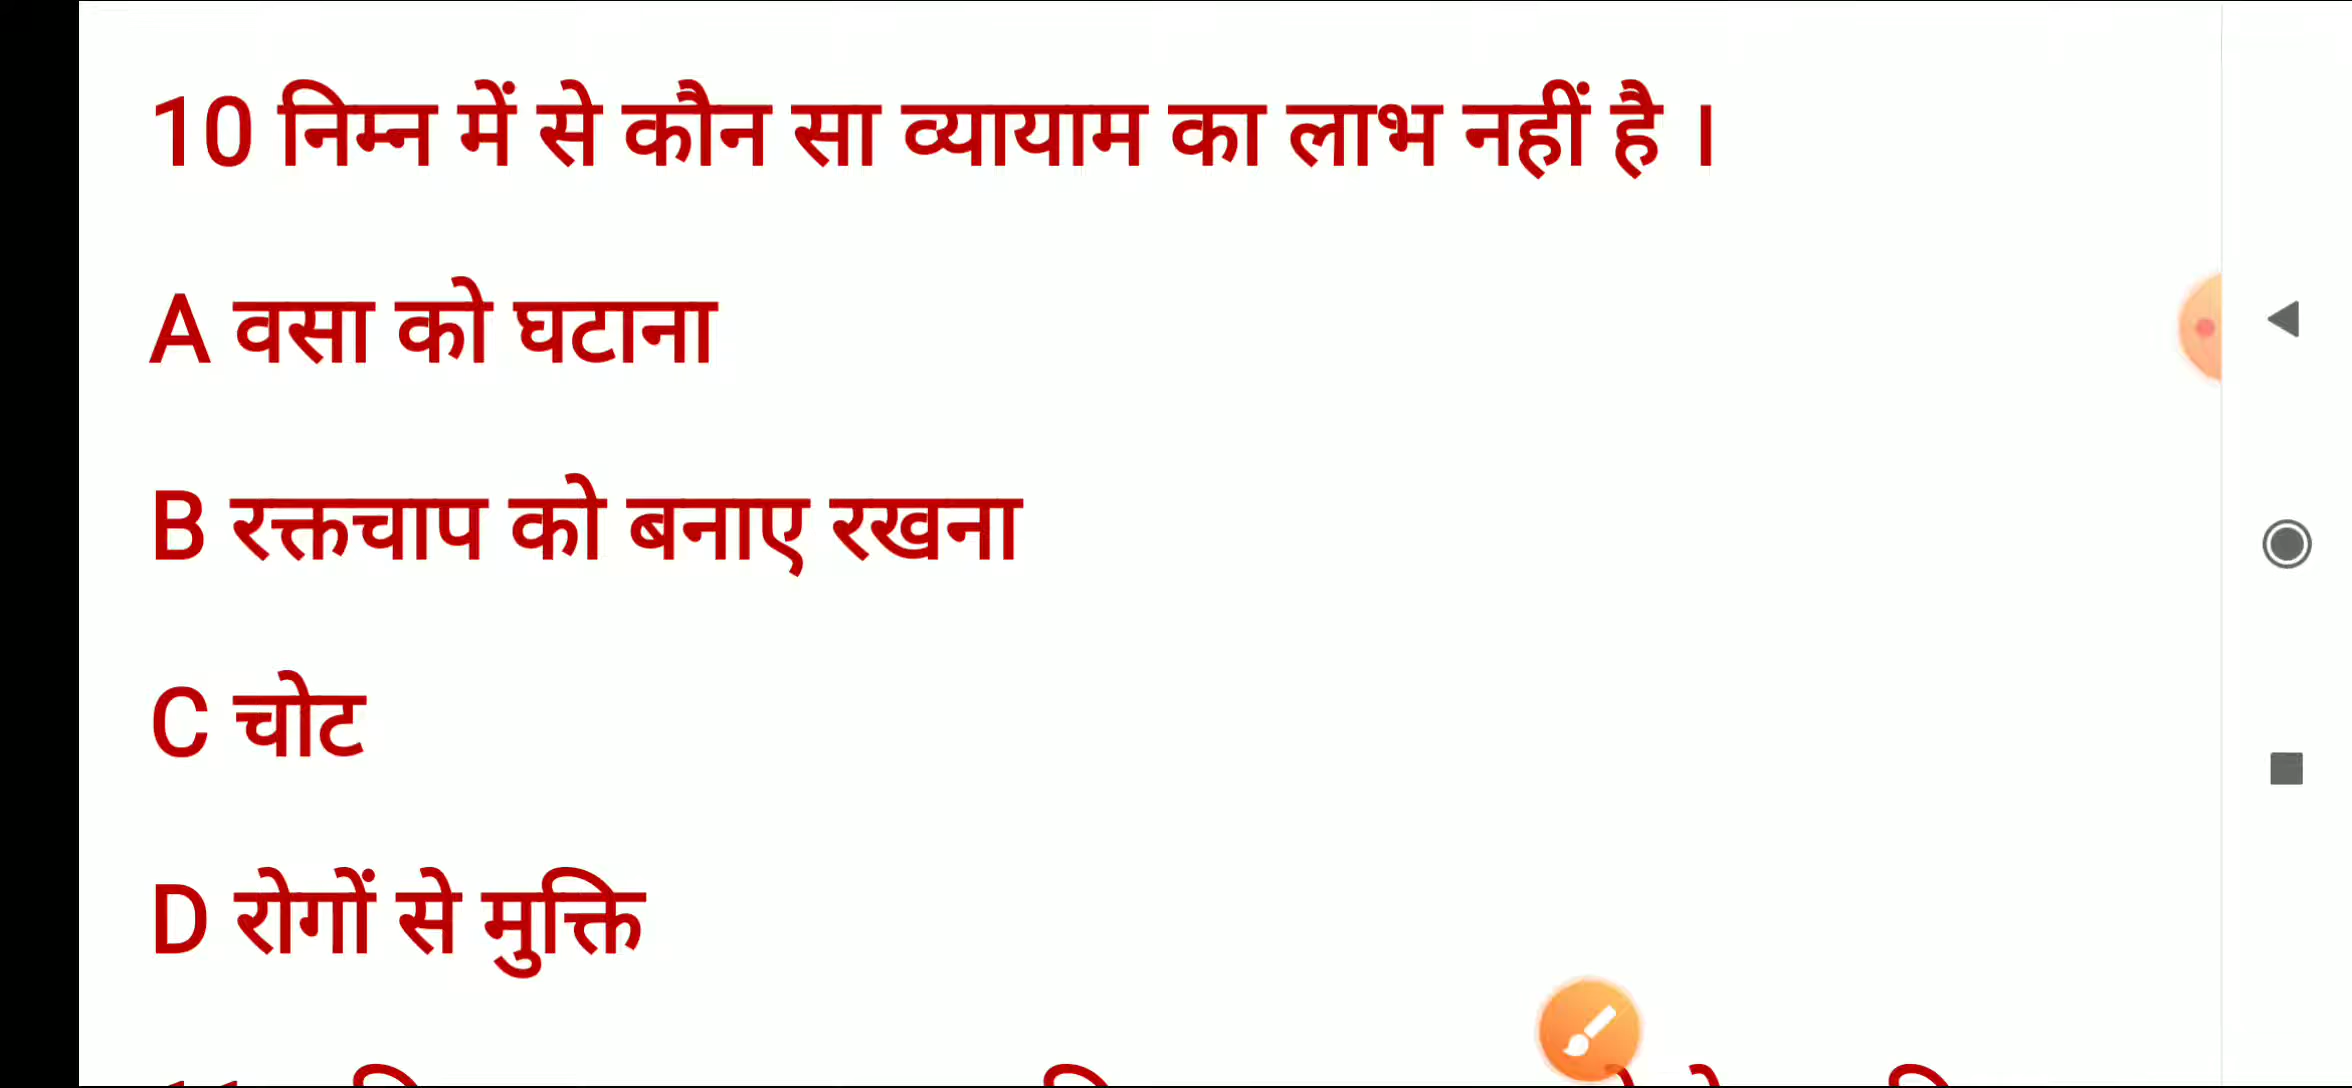 10 निम्न में से कौन सा व्यायाम का लाभ नहीं है ।
A वसा को घटाना
B रक्तचाप को बनाए रखना
C चोट
D रोगों से मुक्ति